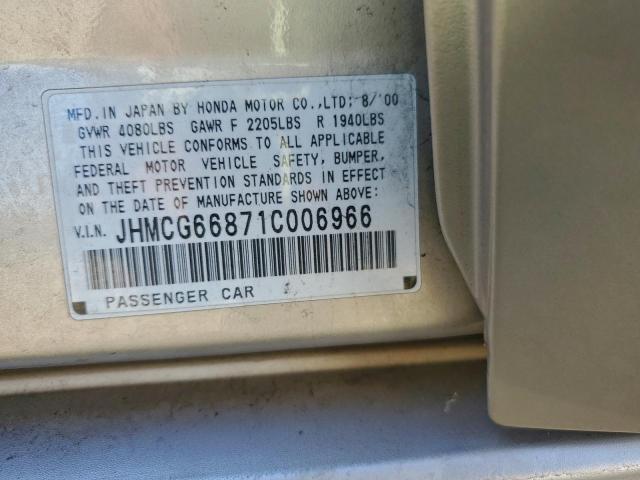 MFD. IN JAPAN BY HONDA MOTOR CO.,LTD; 8/'00
GVWR 4080LBS GAWR F 2205LBS R 1940LBS
THIS VEHICLE CONFORMS TO ALL APPLICABLE
FEDERAL MOTOR VEHICLE SAFETY, BUMPER,
AND THEFT PREVENTION STANDARDS IN EFFECT
ON THE DATE OF MANUFACTURE SHOWN ABOVE:
V.I.N. JHMCG66871C006966
PASSENGER CAR